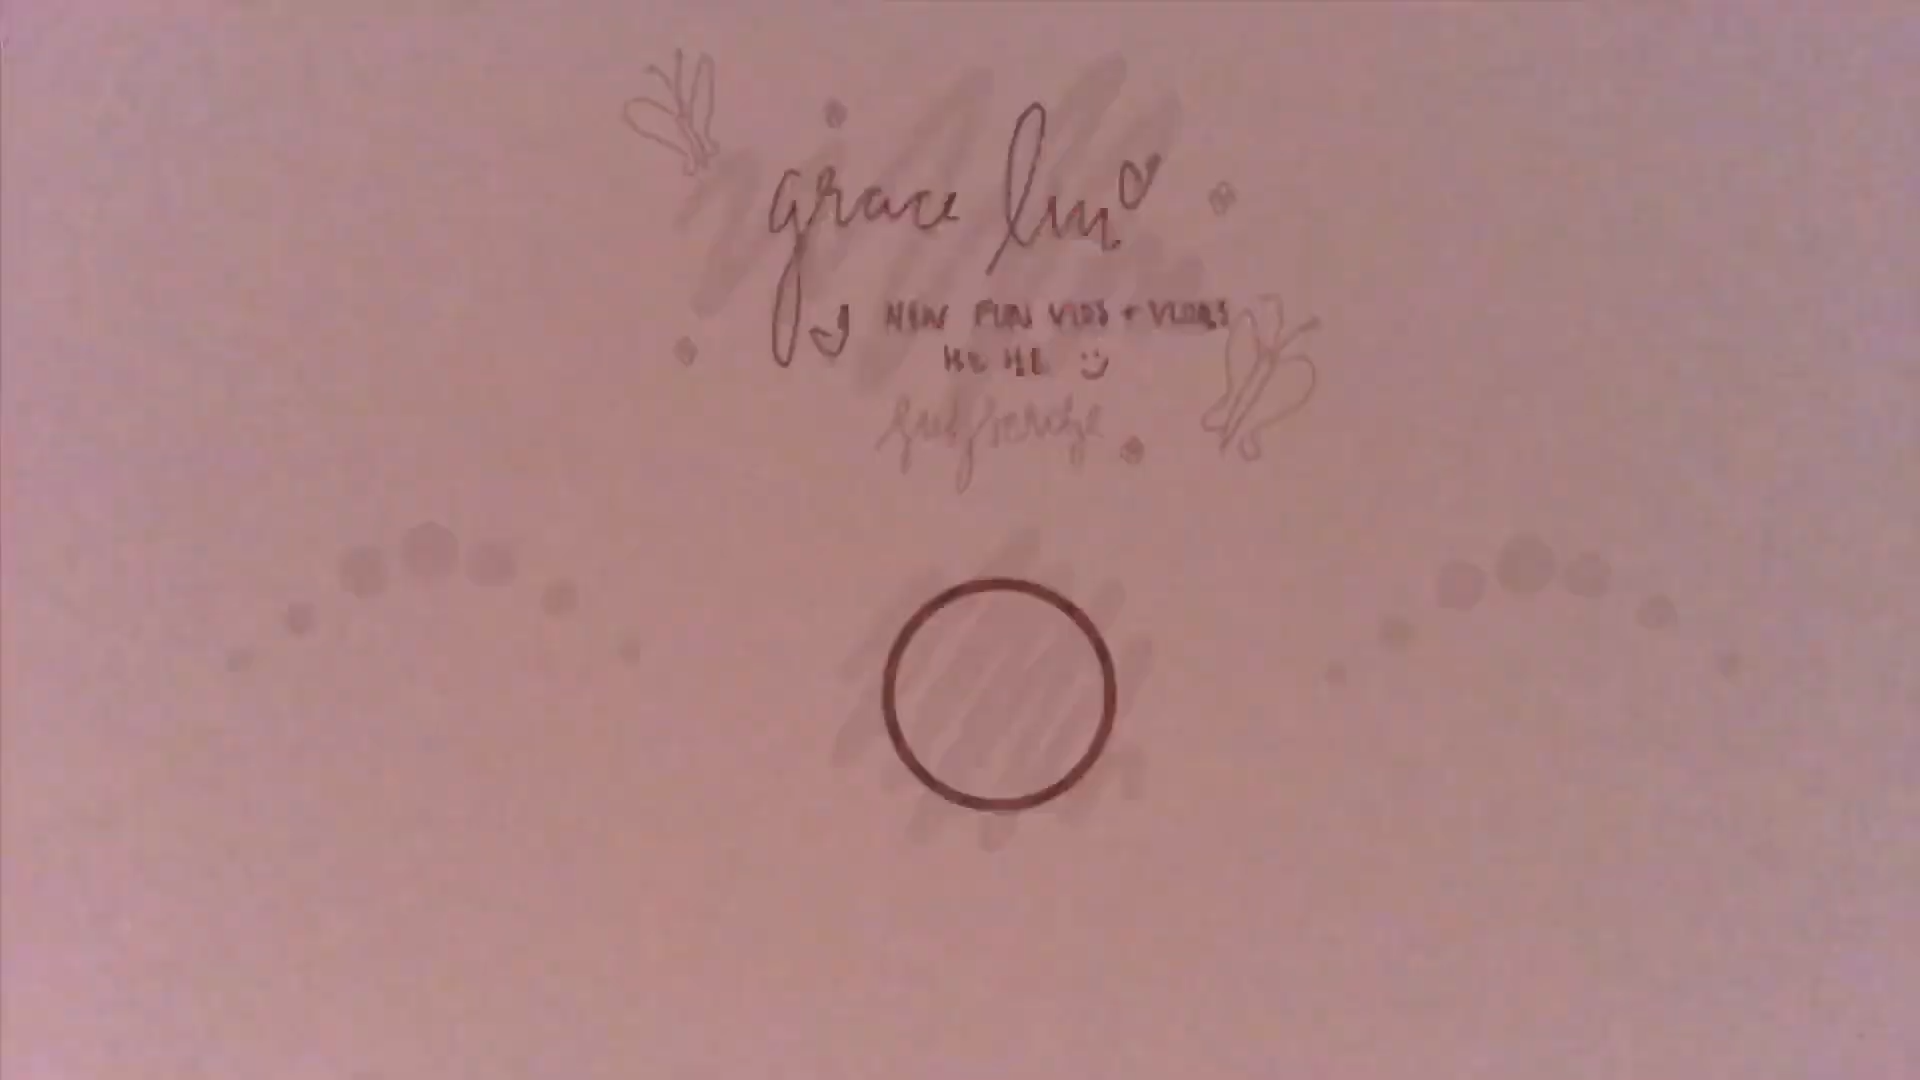 grace lin
NEW FUN VIDS + VLOGS
HE HE :)